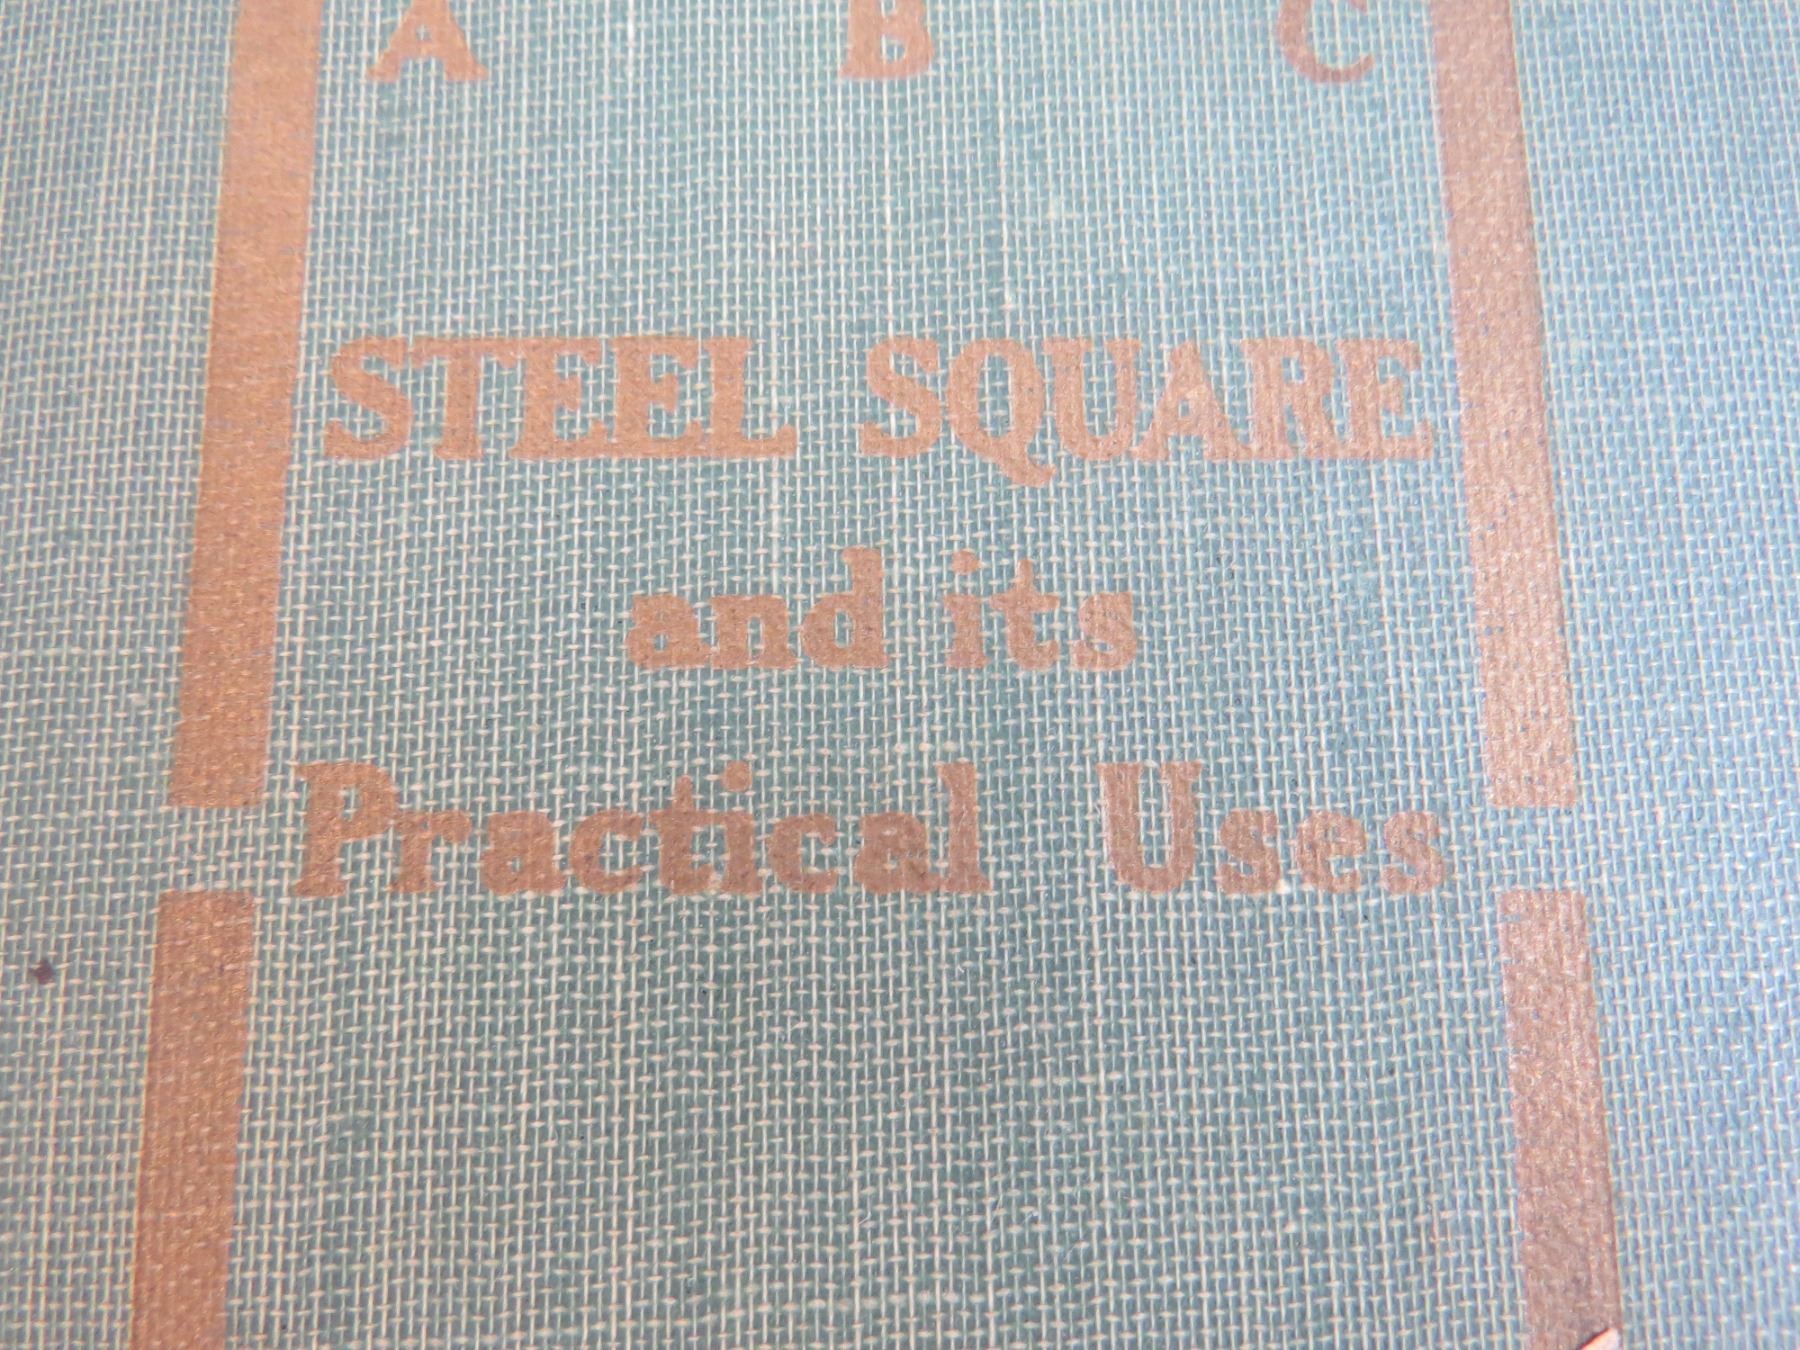 A B C
STEEL SQUARE
and its
Practical Uses